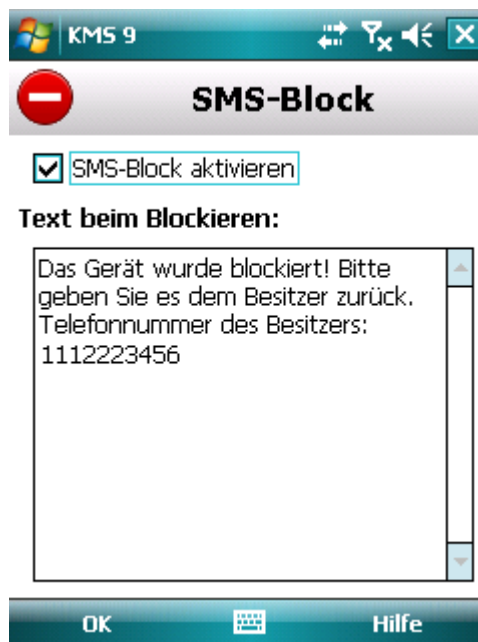 KMS 9
SMS-Block
SMS-Block aktivieren
Text beim Blockieren:
Das Gerät wurde blockiert! Bitte
geben Sie es dem Besitzer zurück.
Telefonnummer des Besitzers:
1112223456
OK Hilfe